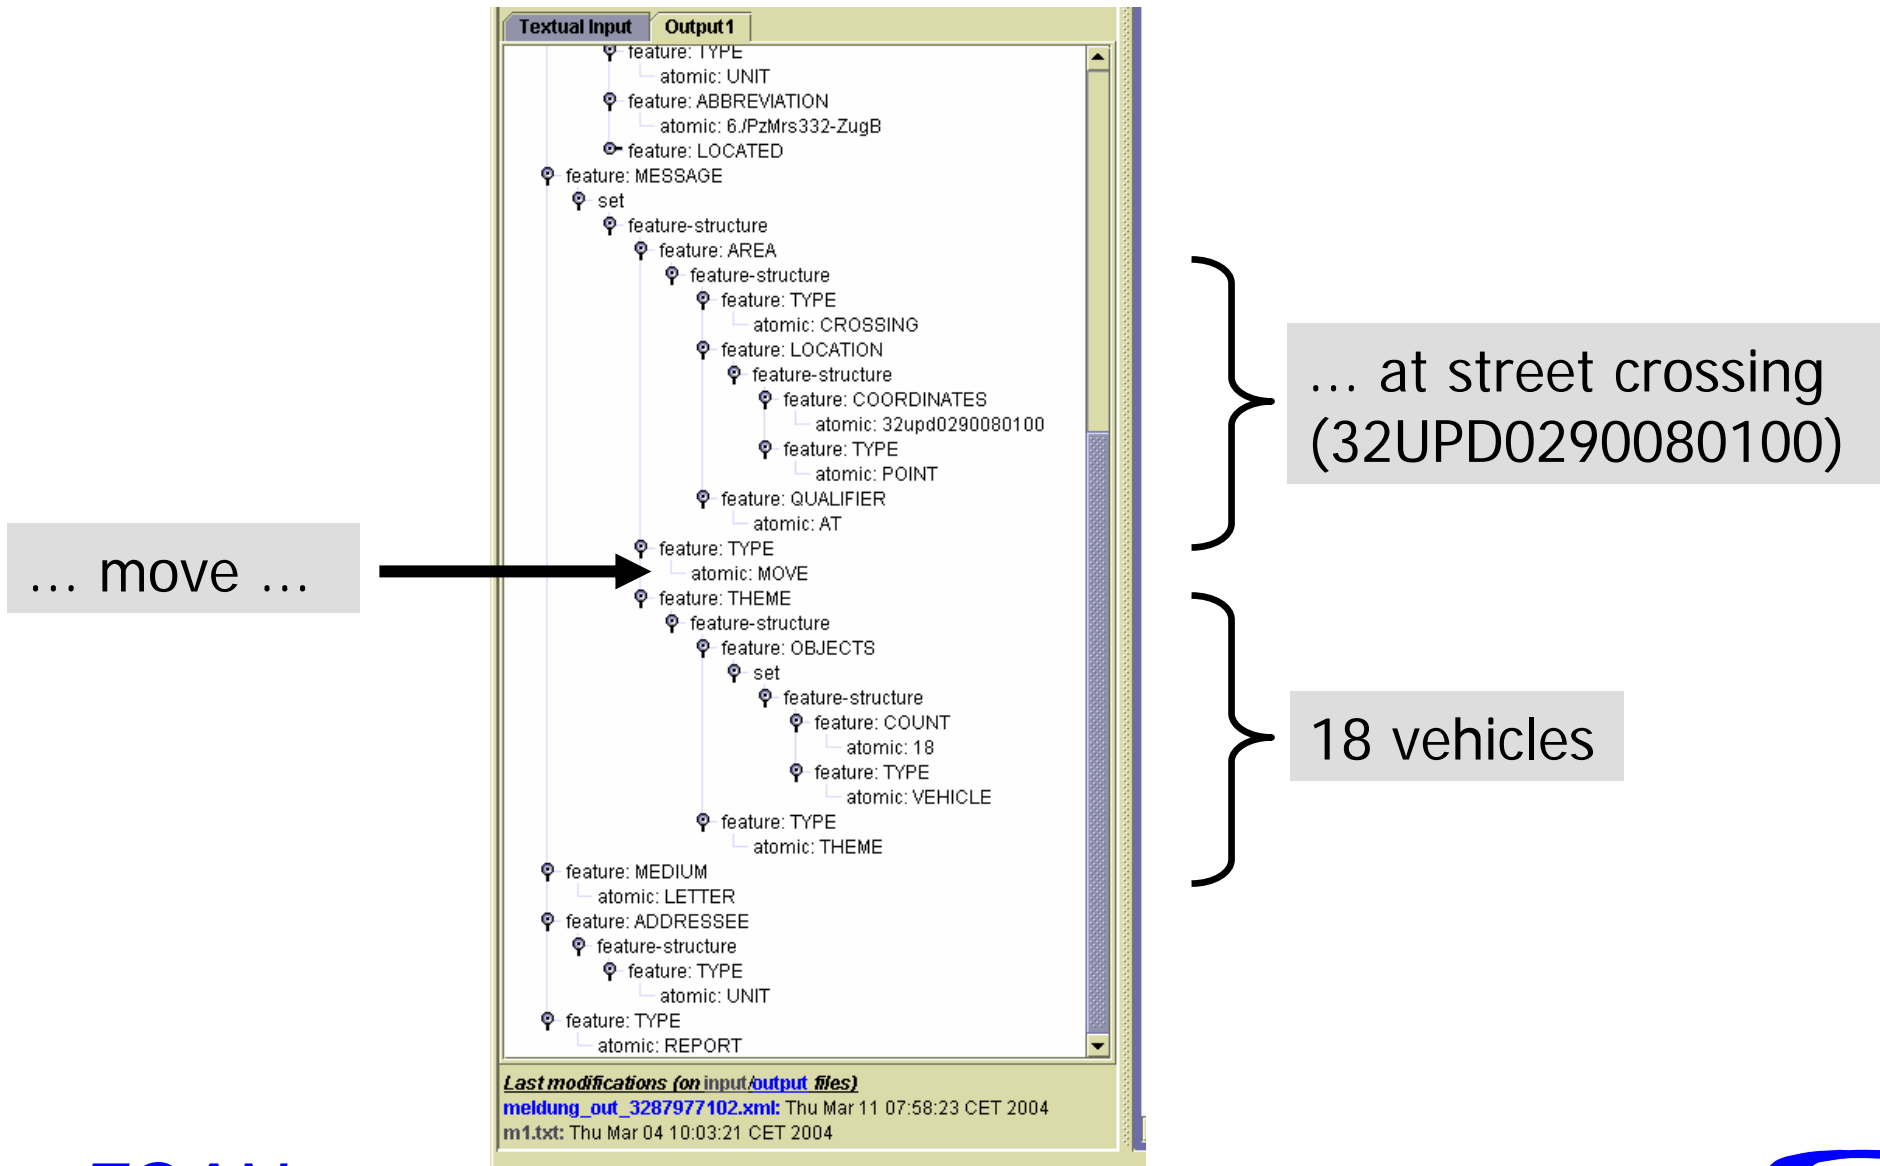 Textual Input Output1
feature: TYPE
atomic: UNIT
feature: ABBREVIATION
atomic: 6./PzMrs332-ZugB
feature: LOCATED
feature: MESSAGE
set
feature-structure
feature: AREA
feature-structure
feature: TYPE
atomic: CROSSING
feature: LOCATION
feature-structure
feature: COORDINATES
atomic: 32upd0290080100
feature: TYPE
atomic: POINT
feature: QUALIFIER
atomic: AT
feature: TYPE
atomic: MOVE
feature: THEME
feature-structure
feature: OBJECTS
set
feature-structure
feature: COUNT
atomic: 18
feature: TYPE
atomic: VEHICLE
feature: TYPE
atomic: THEME
feature: MEDIUM
atomic: LETTER
feature: ADDRESSEE
feature-structure
feature: TYPE
atomic: UNIT
feature: TYPE
atomic: REPORT
Last modifications (on input/output files)
meldung_out_3287977102.xml: Thu Mar 11 07:58:23 CET 2004
m1.txt: Thu Mar 04 10:03:21 CET 2004
... move ...
... at street crossing
(32UPD0290080100)
18 vehicles